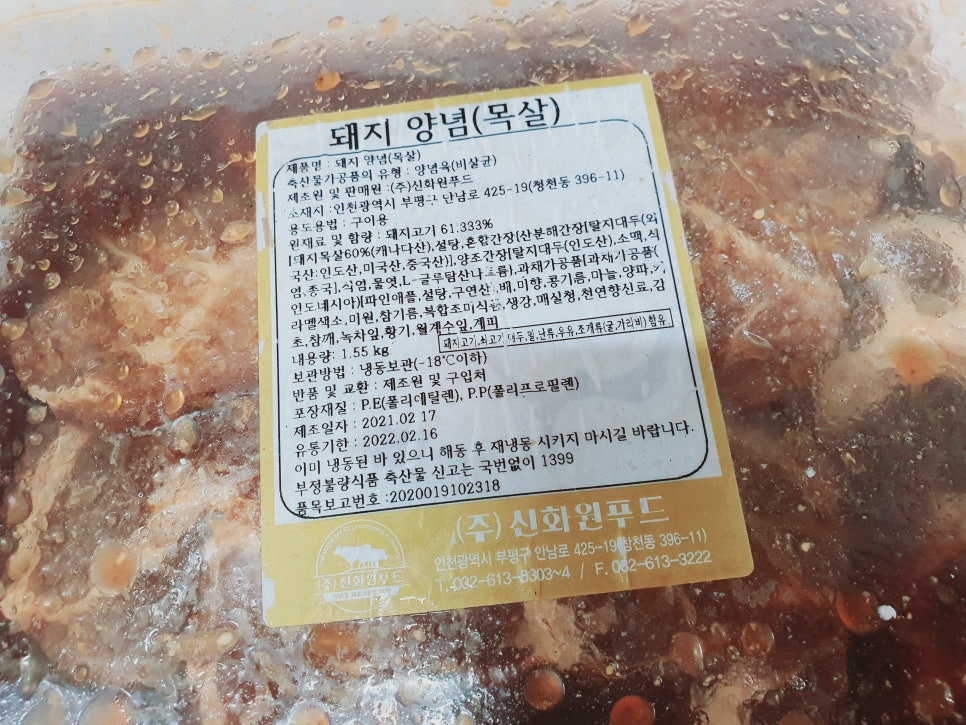 돼지 양념(목살)
제품명 : 돼지 양념(목살)
축산물가공품의 유형 : 양념육(비살균)
제조원 및 판매원 :(주)신화원푸드
소재시 :인천광역시 부평구 안남로 425-19(청천동 396-11)
용도용법 : 구이용
원재료 및 함량 : 돼지고기 61.333%
[돼지목살60%(캐나다산),설탕,혼합간장[산분해간장[탈지대두(외
국산:인도산,미국산,중국산)],양조간장[탈지대두(인도산),소맥,식
염,종국],식염,물엿,L-글루탐산나트륨],과채가공품[과채가공품(
인도네시아)[파인애플,설탕,구연산],배,미향,콩기름,마늘,양파,
라멜색소,미원,참기름,복합조미식품,생강,매실청,천연향신료,감
초,참깨,녹차잎,황기,월계수잎,계피
돼지고기,쇠고기,대두,밀,난류,우유,조개류(굴,가리비)함유
내용량: 1.55 kg
보관방법 : 냉동보관(-18℃이하)
반품 및 교환 : 제조원 및 구입처
포장재질 : P.E(폴리에틸렌), P.P(폴리프로필렌)
제조일자 : 2021.02 17
유통기한 : 2022.02.16
이미 냉동된 바 있으니 해동 후 재냉동 시키지 마시길 바랍니다.
부정불량식품 축산물 신고는 국번없이 1399
품목보고번호 :2020019102318
(주) 신화원푸드
인천광역시 부평구 안남로 425-19(청천동 396-11)
T.032-613-3303~4 / F. 032-613-3222
(주)신화원푸드